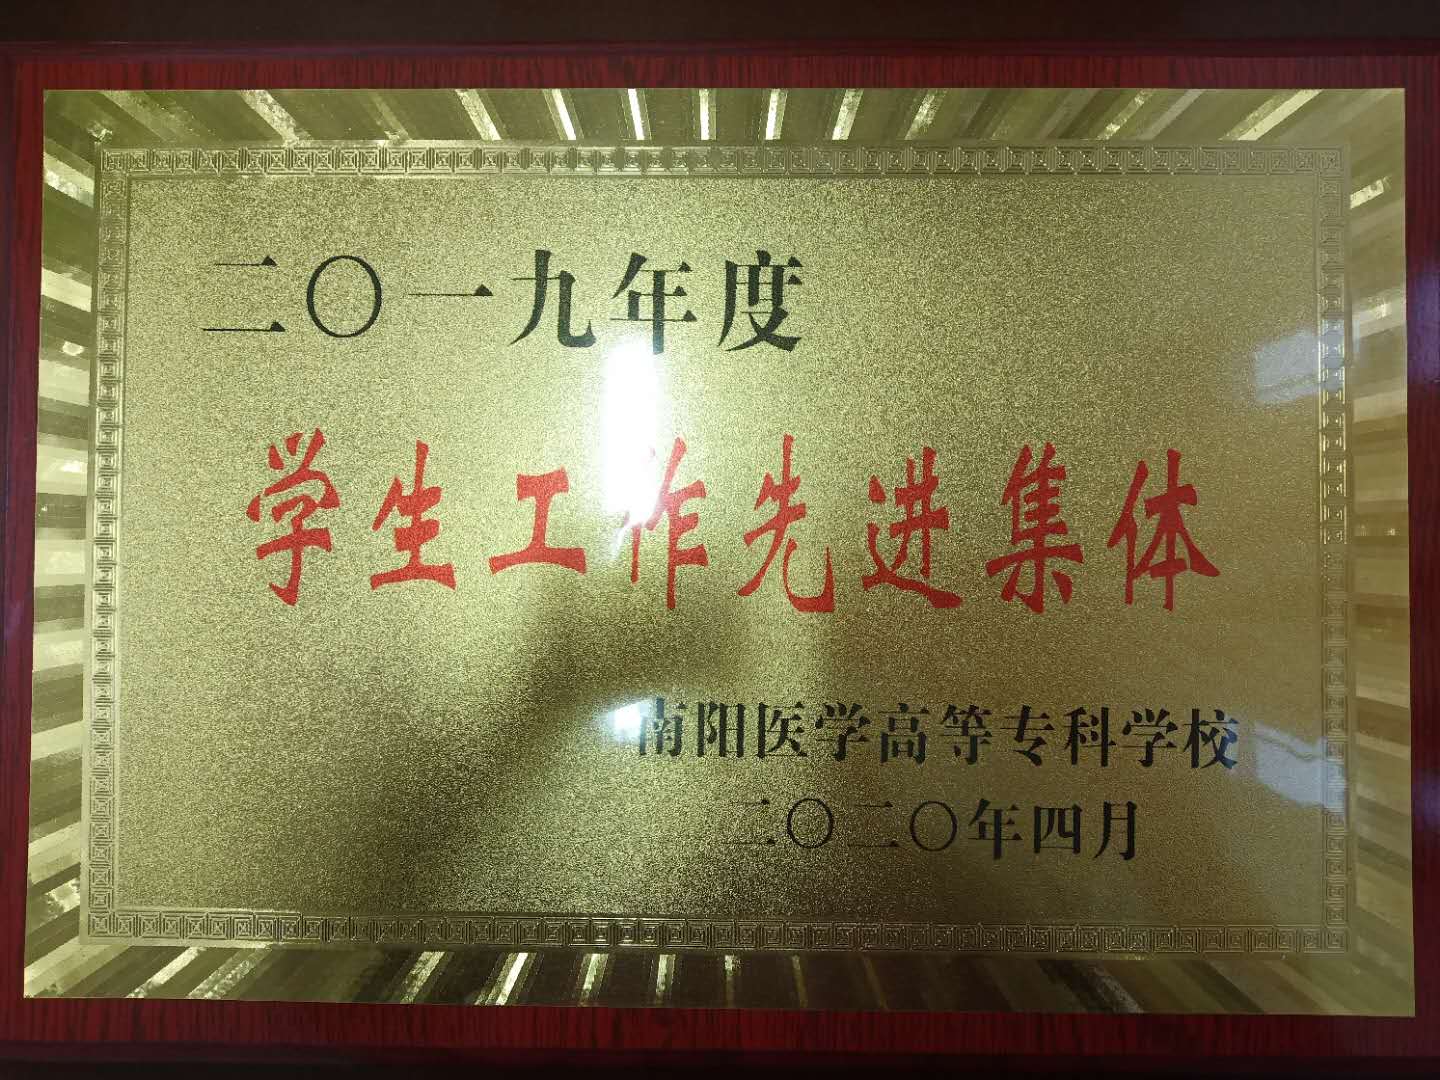 二〇一九年度
学生工作先进集体
南阳医学高等专科学校
二〇二〇年四月